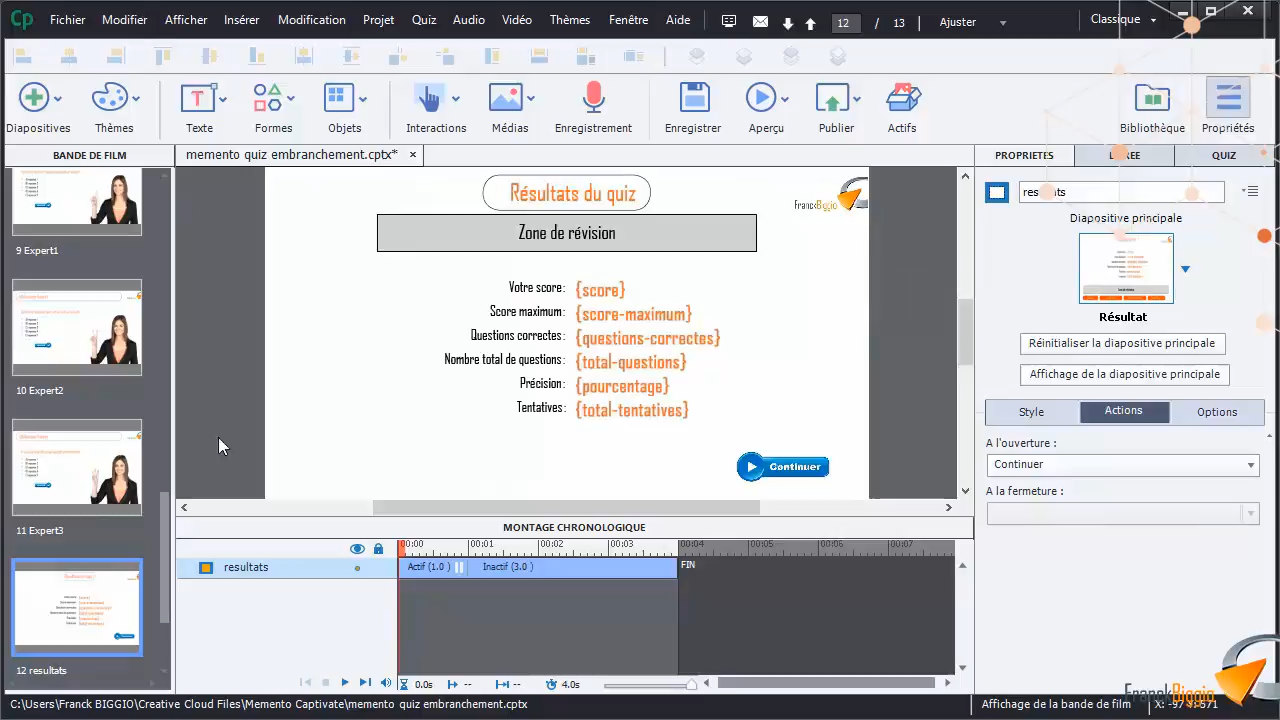 Cp Fichier Modifier Afficher Insérer Modification Projet Quiz Audio Vidéo Thèmes Fenêtre Aide 12 / 13 Ajuster Classique
Diapositives Thèmes Texte Formes Objets Interactions Médias Enregistrement Enregistrer Aperçu Publier Actifs Bibliothèque Propriétés
BANDE DE FILM
memento quiz embranchement.cptx*
PROPRIETES
QUIZ
9 Expert1
10 Expert2
11 Expert3
12 resultats
Résultats du quiz
FranckBiggio
Zone de révision
Votre score: {score}
Score maximum: {score-maximum}
Questions correctes: {questions-correctes}
Nombre total de questions: {total-questions}
Précision: {pourcentage}
Tentatives: {total-tentatives}
Continuer
resultats
Diapositive principale
Résultat
Réinitialiser la diapositive principale
Affichage de la diapositive principale
Style Actions Options
A l'ouverture :
Continuer
A la fermeture :
MONTAGE CHRONOLOGIQUE
00:00 00:01 00:02 00:03 00:04 00:05 00:06 00:07
resultats Actif (1.0 ) Inactif (3.0 ) FIN
0.0s -- -- 4.0s
FranckBiggio
C:\Users\Franck BIGGIO\Creative Cloud Files\Memento Captivate\memento quiz embranchement.cptx
Affichage de la bande de film